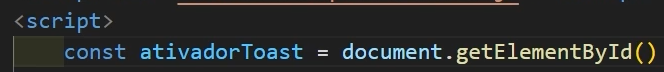 <script>
const ativadorToast = document.getElementById()